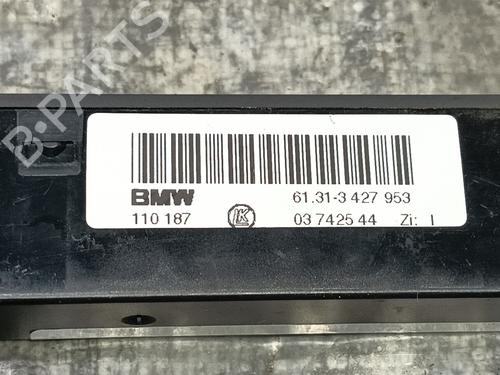 B-PARTS
BMW 61.31-3 427 953
110 187 K 03 7425 44 Zi: I